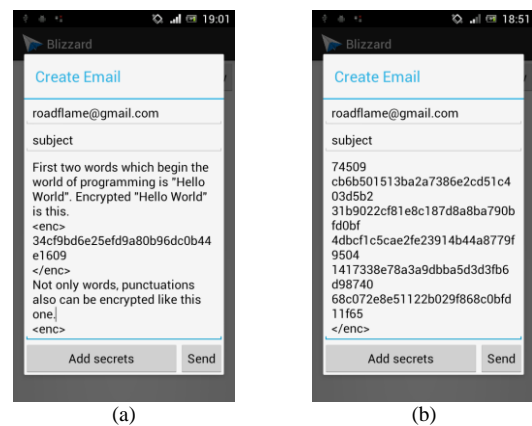 19:01
Blizzard
Create Email
roadflame@gmail.com
subject
First two words which begin the
world of programming is "Hello
World". Encrypted "Hello World"
is this.
<enc>
34cf9bd6e25efd9a80b96dc0b44
e1609
</enc>
Not only words, punctuations
also can be encrypted like this
one.
<enc>
Add secrets
Send
(a)
18:51
Blizzard
Create Email
roadflame@gmail.com
subject
74509
cb6b501513ba2a7386e2cd51c4
03d5b2
31b9022cf81e8c187d8a8ba790b
fd0bf
4dbcf1c5cae2fe23914b44a8779f
9504
1417338e78a3a9dbba5d3d3fb6
d98740
68c072e8e51122b029f868c0bfd
11f65
</enc>
Add secrets
Send
(b)